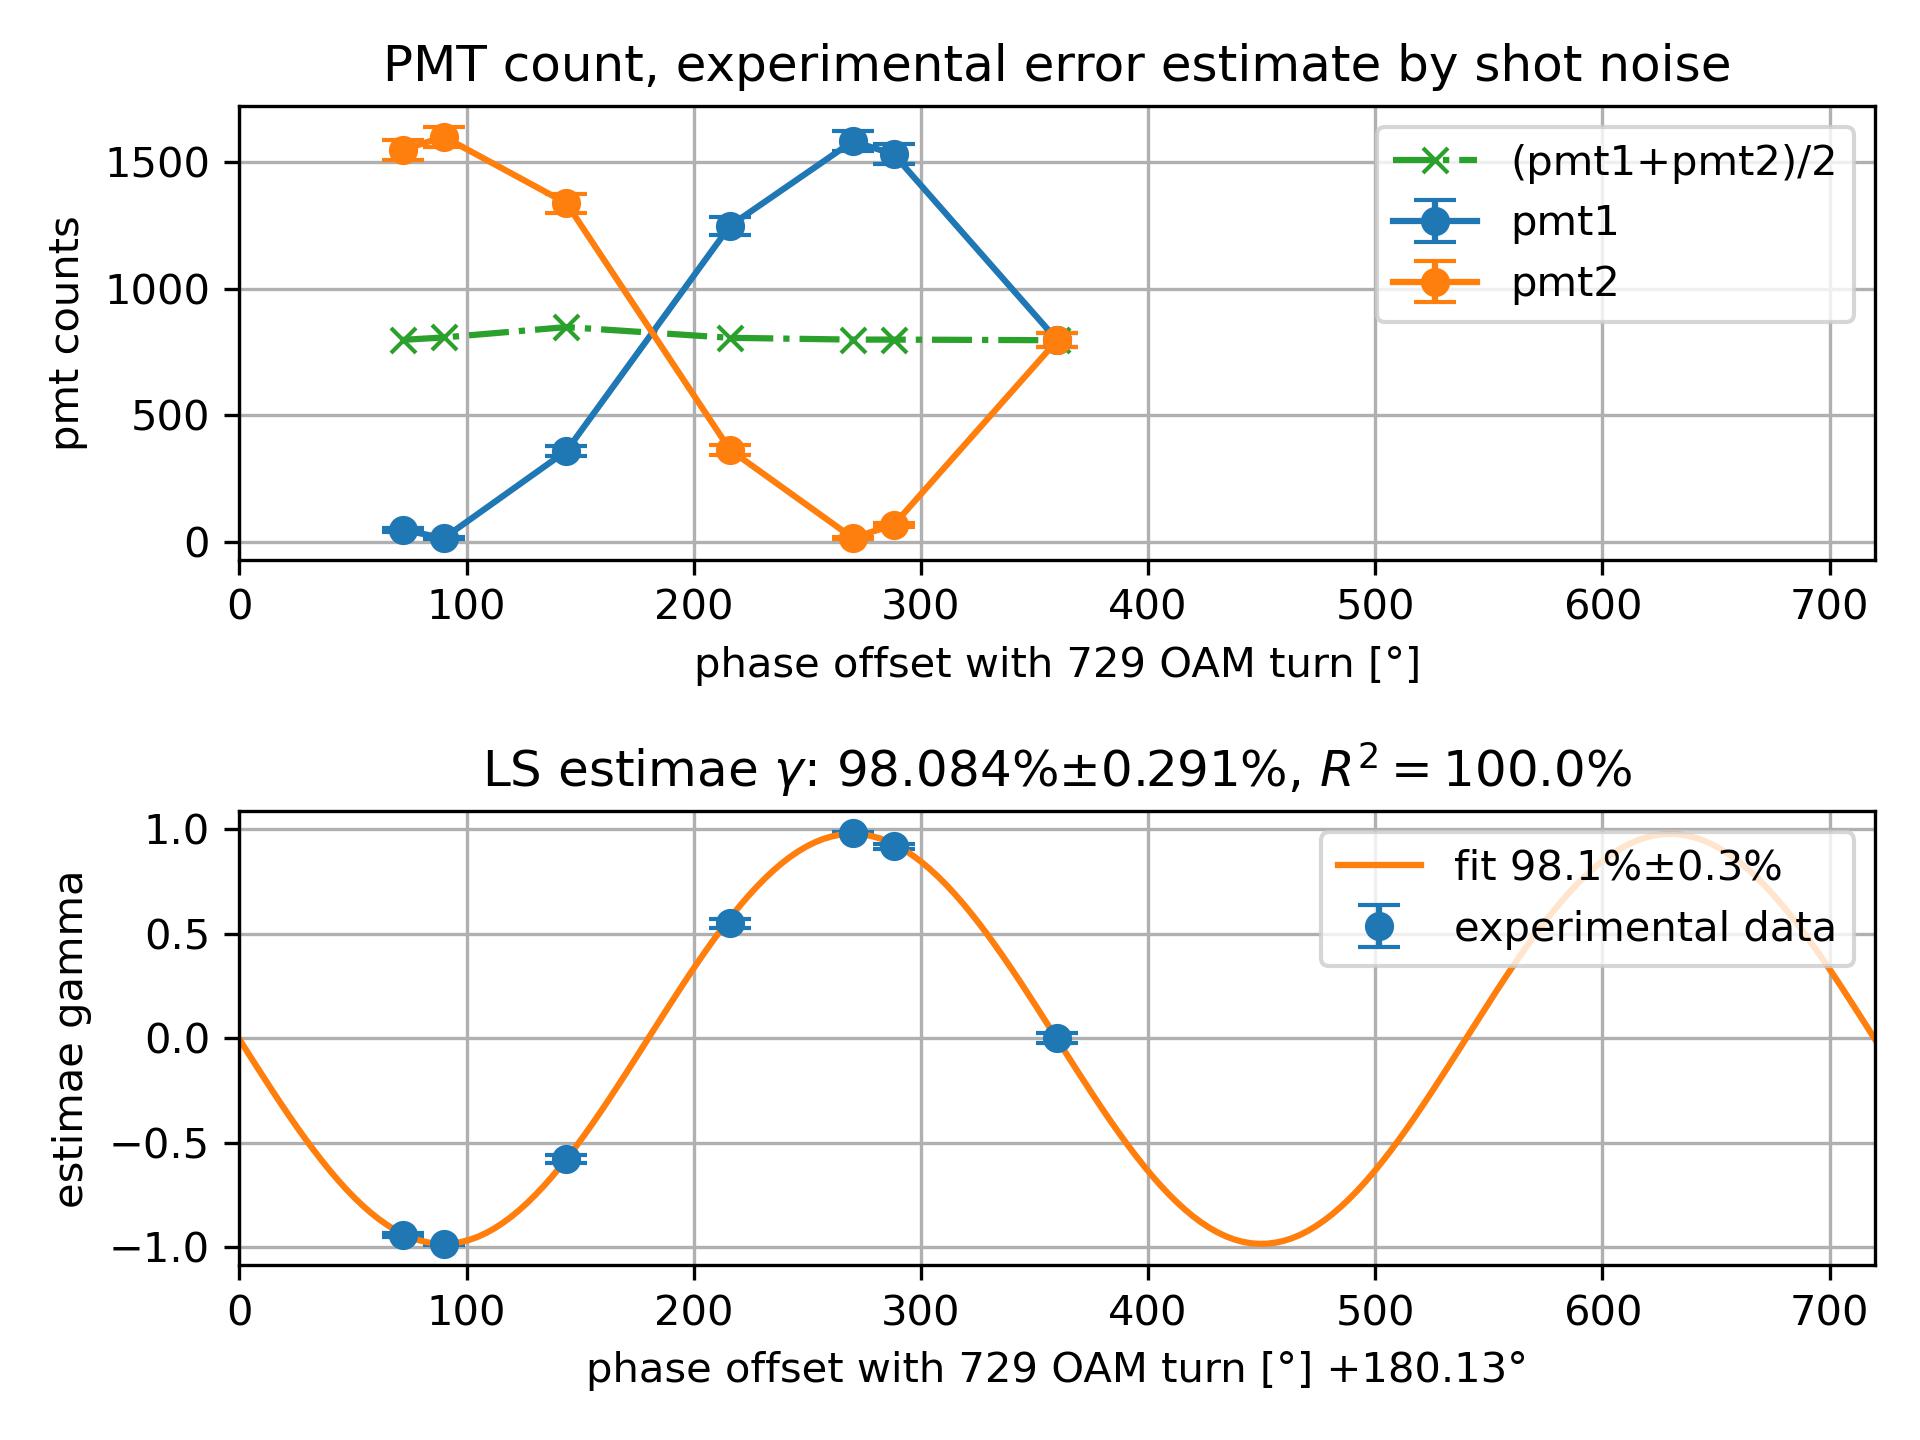 PMT count, experimental error estimate by shot noise
pmt counts
1500
1000
500
0
(pmt1+pmt2)/2
pmt1
pmt2
0 100 200 300 400 500 600 700
phase offset with 729 OAM turn [°]
LS estimae γ: 98.084%±0.291%, R² = 100.0%
estimae gamma
1.0
0.5
0.0
−0.5
−1.0
fit 98.1%±0.3%
experimental data
0 100 200 300 400 500 600 700
phase offset with 729 OAM turn [°] +180.13°